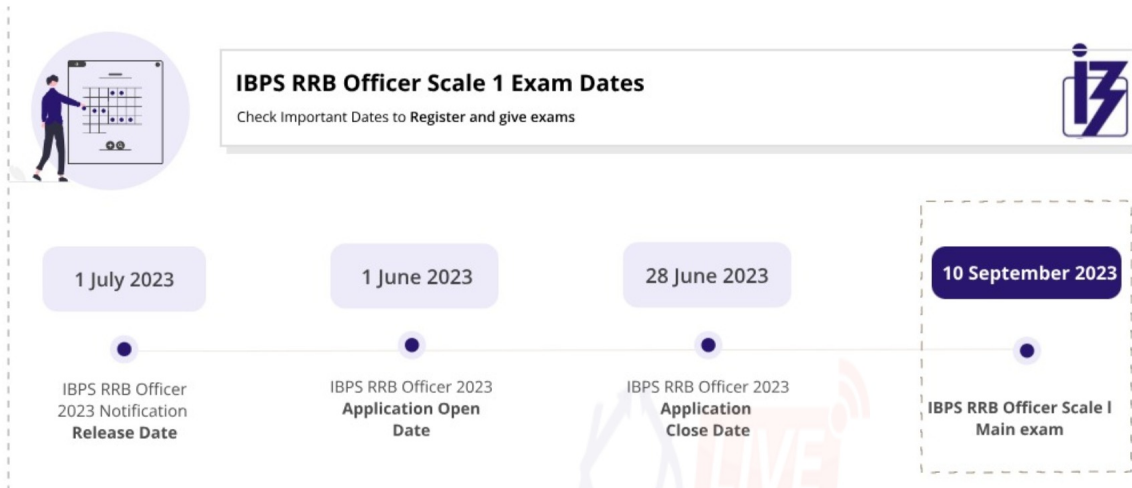 IBPS RRB Officer Scale 1 Exam Dates
Check Important Dates to Register and give exams
1 July 2023
1 June 2023
28 June 2023
10 September 2023
IBPS RRB Officer
2023 Notification
Release Date
IBPS RRB Officer 2023
Application Open
Date
IBPS RRB Officer 2023
Application
Close Date
IBPS RRB Officer Scale l
Main exam
LIVE